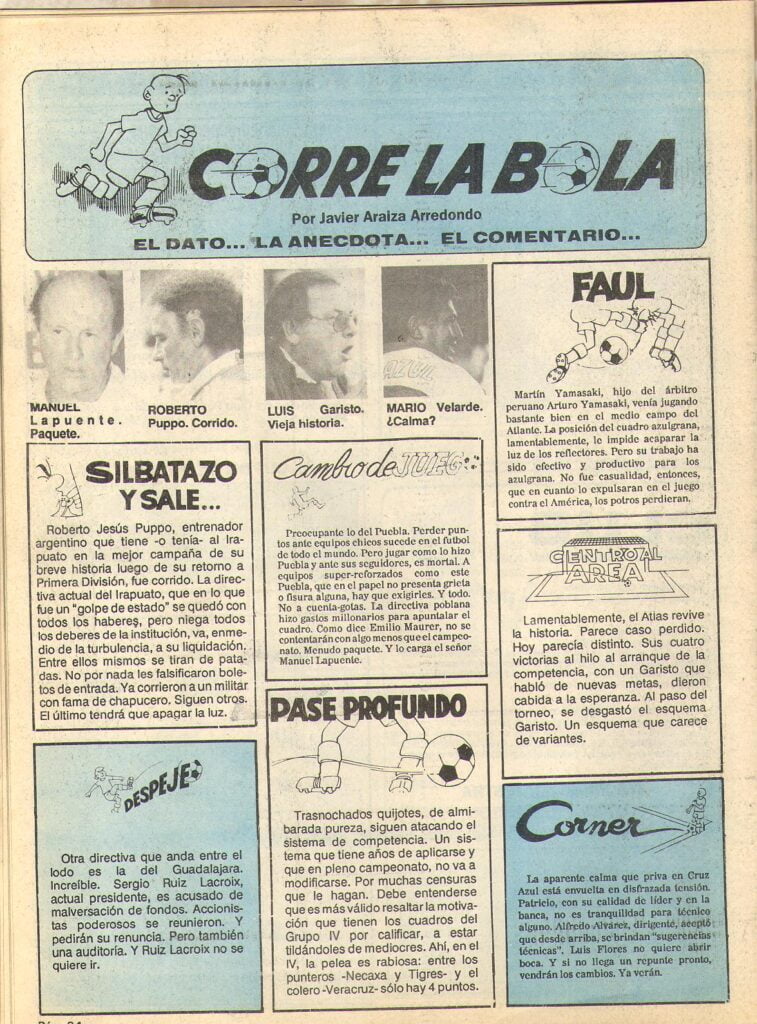 CORRE LA BOLA
Por Javier Araiza Arredondo
EL DATO... LA ANECDOTA... EL COMENTARIO...
MANUEL
Lapuente.
Paquete.
ROBERTO
Puppo. Corrido.
LUIS Garisto.
Vieja historia.
AZUL
MARIO Velarde.
¿Calma?
FAUL
Martín Yamasaki, hijo del árbitro
peruano Arturo Yamasaki, venía jugando
bastante bien en el medio campo del
Atlante. La posición del cuadro azulgrana,
lamentablemente, le impide acaparar la
luz de los reflectores. Pero su trabajo ha
sido efectivo y productivo para los
azulgrana. No fue casualidad, entonces,
que en cuanto lo expulsaran en el juego
contra el América, los potros perdieran.
SILBATAZO
Y SALE...
Roberto Jesús Puppo, entrenador
argentino que tiene -o tenía- al Ira-
puato en la mejor campaña de su
breve historia luego de su retorno a
Primera División, fue corrido. La direc-
tiva actual del Irapuato, que en lo que
fue un "golpe de estado" se quedó con
todos los haberes, pero niega todos
los deberes de la institución, va, enme-
dio de la turbulencia, a su liquidación.
Entre ellos mismos se tiran de pata-
das. No por nada les falsificaron bole-
tos de entrada. Ya corrieron a un militar
con fama de chapucero. Siguen otros.
El último tendrá que apagar la luz.
Cambio de JUEGO
Preocupante lo del Puebla. Perder pun-
tos ante equipos chicos sucede en el futbol
de todo el mundo. Pero jugar como lo hizo
Puebla y ante sus seguidores, es mortal. A
equipos super-reforzados como este
Puebla, que en el papel no presenta grieta
o fisura alguna, hay que exigirles. Y todo.
No a cuenta-gotas. La directiva poblana
hizo gastos millonarios para apuntalar el
cuadro. Como dice Emilio Maurer, no se
contentarán con algo menos que el campeo-
nato. Menudo paquete. Y lo carga el señor
Manuel Lapuente.
CENTRO AL
AREA
Lamentablemente, el Atlas revive
la historia. Parece caso perdido.
Hoy parecía distinto. Sus cuatro
victorias al hilo al arranque de la
competencia, con un Garisto que
habló de nuevas metas, dieron
cabida a la esperanza. Al paso del
torneo, se desgastó el esquema
Garisto. Un esquema que carece
de variantes.
DESPEJE
Otra directiva que anda entre el
lodo es la del Guadalajara.
Increíble. Sergio Ruiz Lacroix,
actual presidente, es acusado de
malversación de fondos. Accionis-
tas poderosos se reunieron. Y
pedirán su renuncia. Pero también
una auditoría. Y Ruiz Lacroix no se
quiere ir.
PASE PROFUNDO
Trasnochados quijotes, de almi-
barada pureza, siguen atacando el
sistema de competencia. Un sis-
tema que tiene años de aplicarse y
que en pleno campeonato, no va a
modificarse. Por muchas censuras
que le hagan. Debe entenderse
que es más válido resaltar la motiva-
ción que tienen los cuadros del
Grupo IV por calificar, a estar
tildándoles de mediocres. Ahí, en el
IV, la pelea es rabiosa: entre los
punteros -Necaxa y Tigres- y el
colero -Veracruz- sólo hay 4 puntos.
Corner
La aparente calma que priva en Cruz
Azul está envuelta en disfrazada tensión.
Patricio, con su calidad de líder y en la
banca, no es tranquilidad para técnico
alguno. Alfredo Alvarez, dirigente, aceptó
que desde arriba, se brindan "sugerencias
técnicas". Luis Flores no quiere abrir
boca. Y si no llega un repunte pronto,
vendrán los cambios. Ya verán.